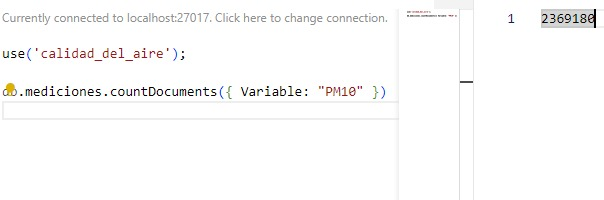 Currently connected to localhost:27017. Click here to change connection.
use('calidad_del_aire');
db.mediciones.countDocuments({ Variable: "PM10" })
1 2369180